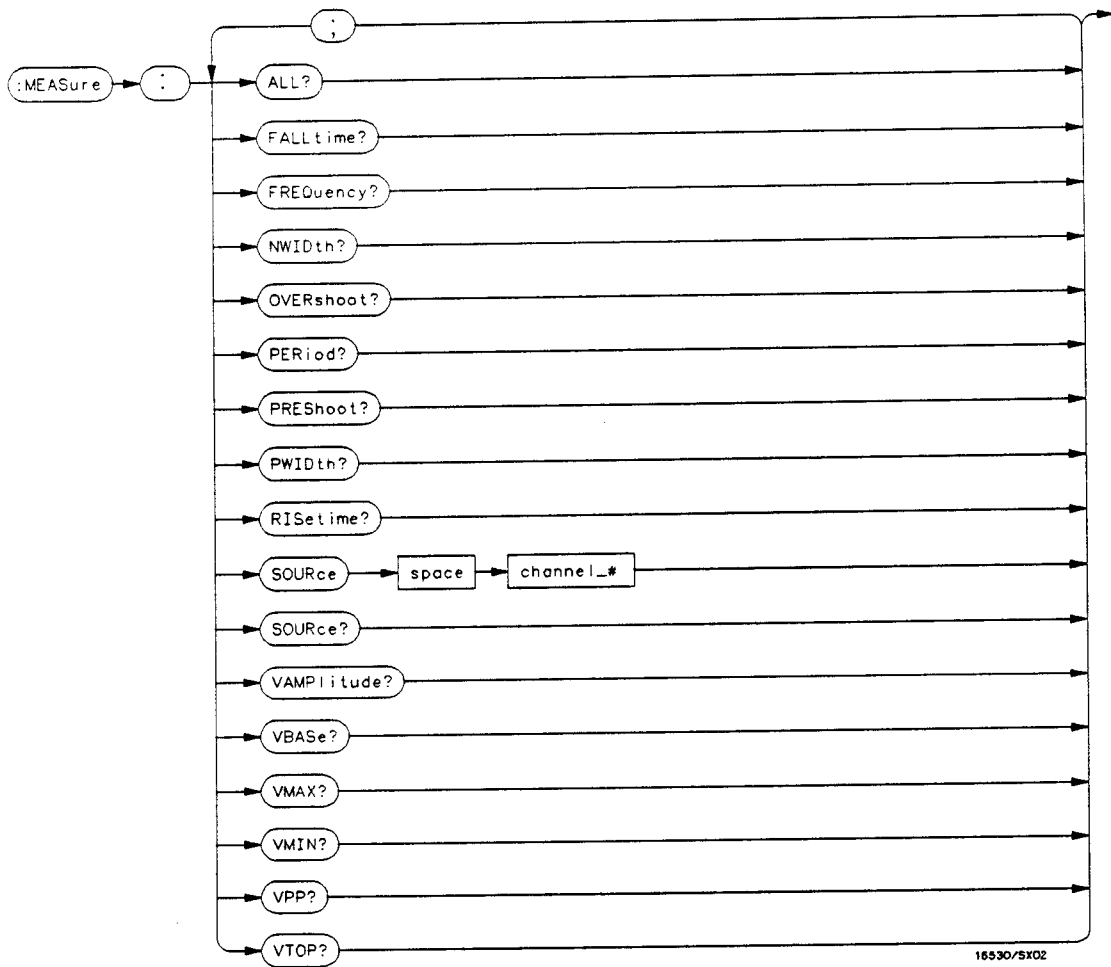 ;
:MEASure : ALL?
FALLtime?
FREQuency?
NWIDth?
OVERshoot?
PERiod?
PREShoot?
PWIDth?
RISetime?
SOURce space channel_#
SOURce?
VAMPlitude?
VBASe?
VMAX?
VMIN?
VPP?
VTOP?
16530/SX02